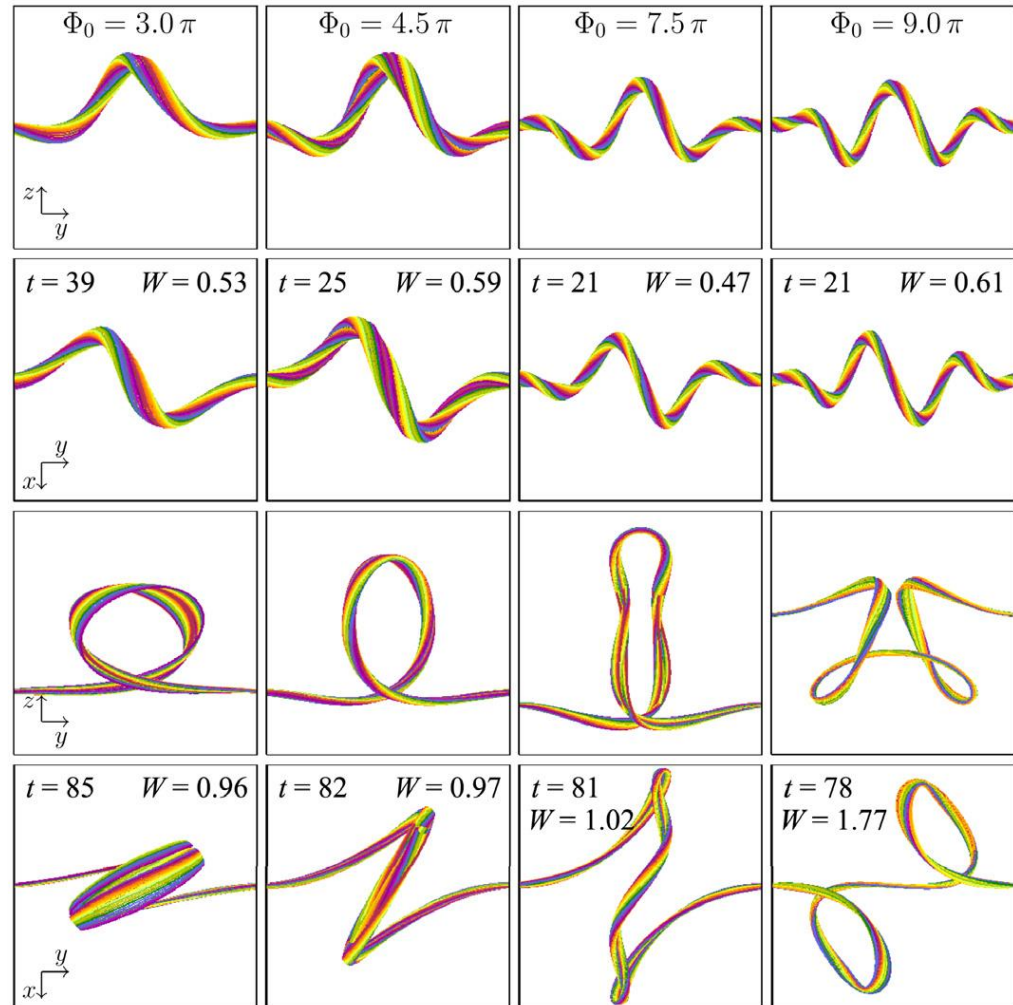 Φ₀ = 3.0 π Φ₀ = 4.5 π Φ₀ = 7.5 π Φ₀ = 9.0 π
z
y
t = 39 W = 0.53 t = 25 W = 0.59 t = 21 W = 0.47 t = 21 W = 0.61
y
x
z
y
t = 85 W = 0.96 t = 82 W = 0.97 t = 81 t = 78
W = 1.02 W = 1.77
y
x